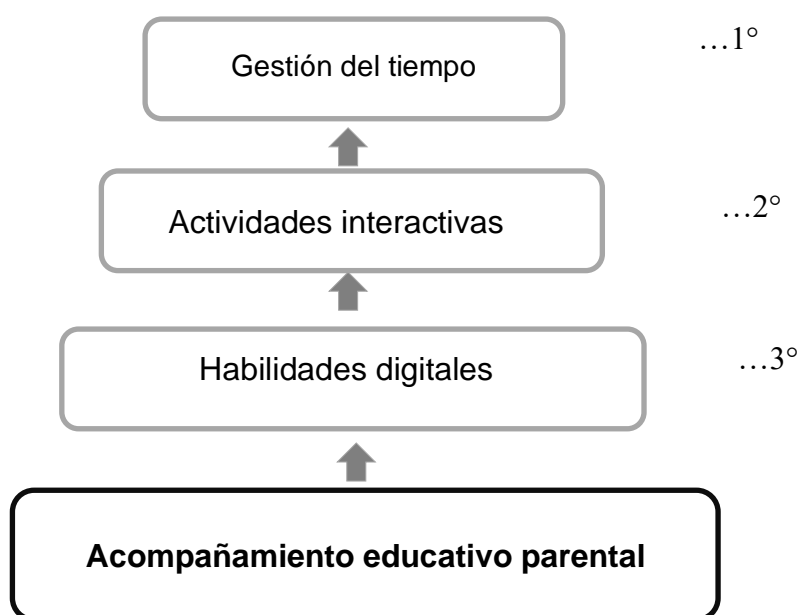 Gestión del tiempo
…1°
Actividades interactivas
…2°
Habilidades digitales
…3°
Acompañamiento educativo parental